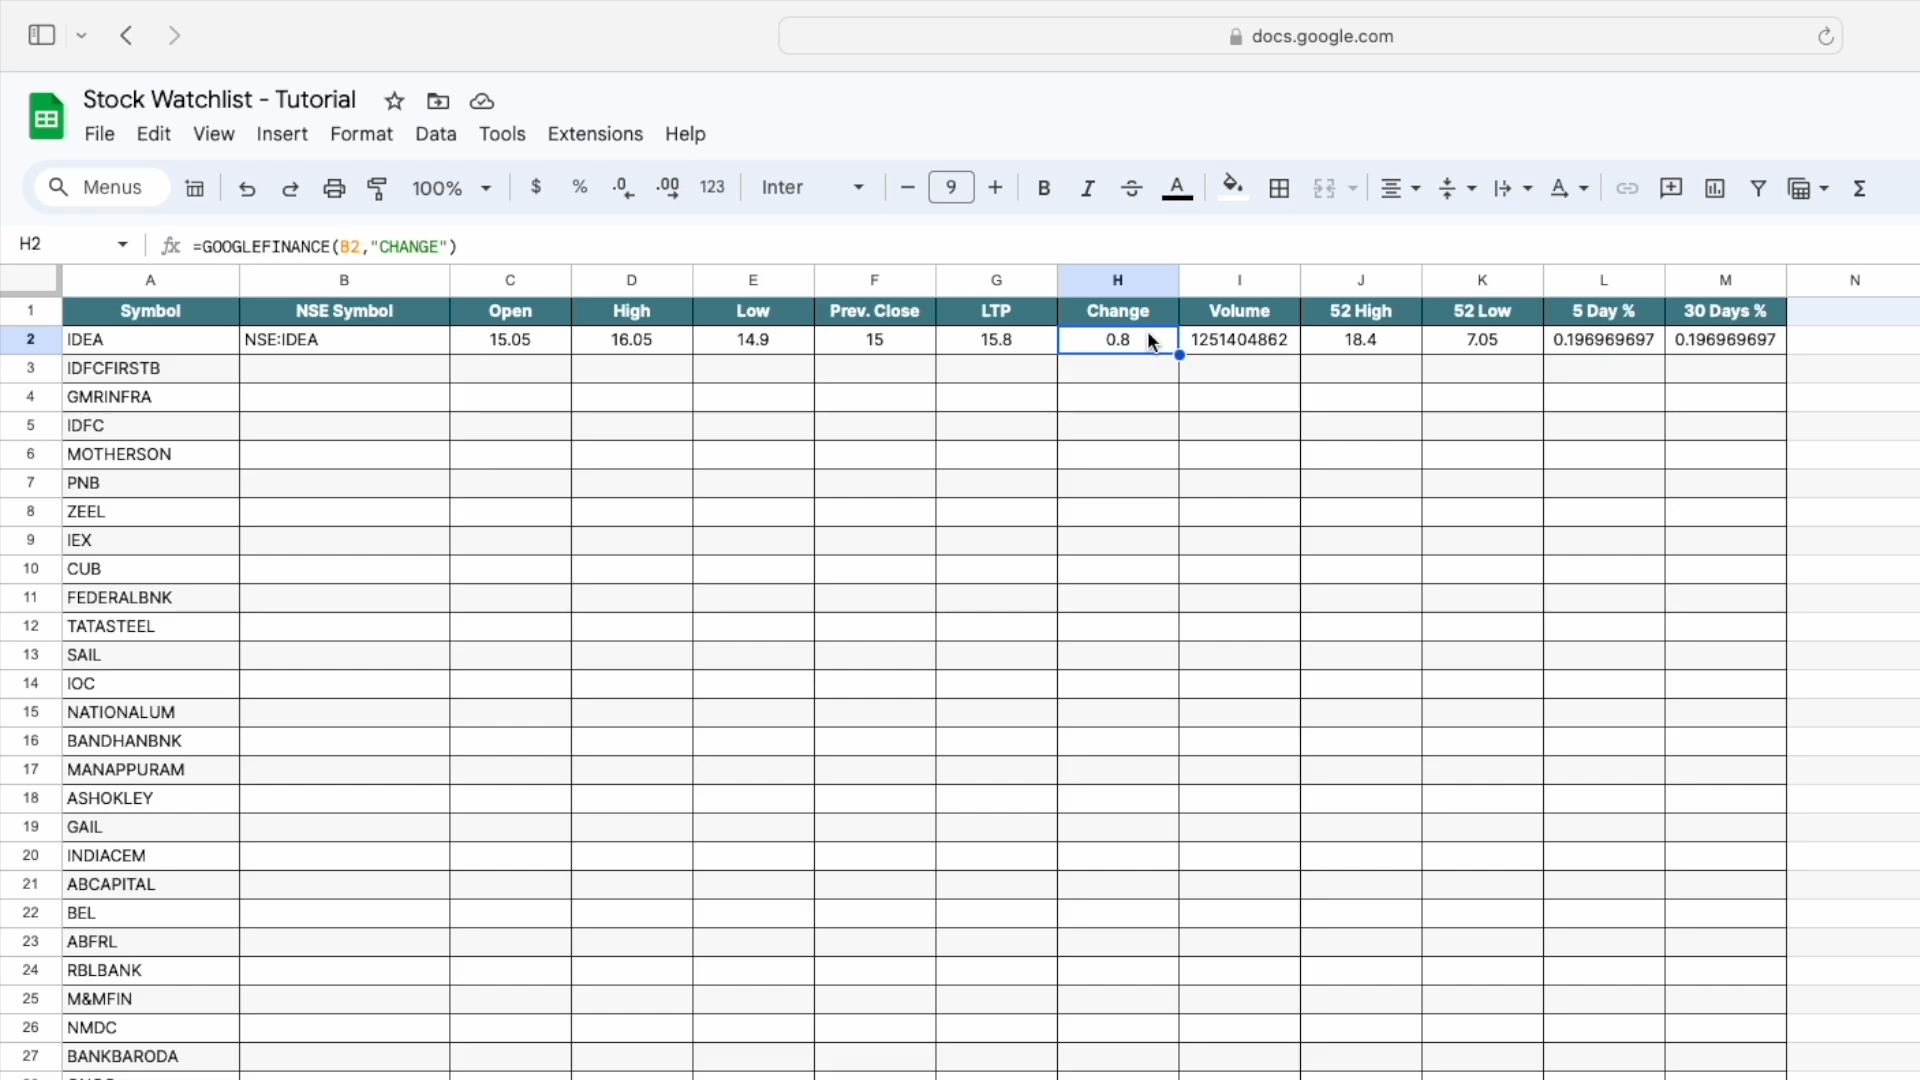 docs.google.com
Stock Watchlist - Tutorial
File Edit View Insert Format Data Tools Extensions Help
Menus 100% $ % .0 .00 123 Inter 9 B I S A A Σ
H2 fx =GOOGLEFINANCE(B2,"CHANGE")
A B C D E F G H I J K L M N
1 Symbol NSE Symbol Open High Low Prev. Close LTP Change Volume 52 High 52 Low 5 Day % 30 Days %
2 IDEA NSE:IDEA 15.05 16.05 14.9 15 15.8 0.8 1251404862 18.4 7.05 0.196969697 0.196969697
3 IDFCFIRSTB
4 GMRINFRA
5 IDFC
6 MOTHERSON
7 PNB
8 ZEEL
9 IEX
10 CUB
11 FEDERALBNK
12 TATASTEEL
13 SAIL
14 IOC
15 NATIONALUM
16 BANDHANBNK
17 MANAPPURAM
18 ASHOKLEY
19 GAIL
20 INDIACEM
21 ABCAPITAL
22 BEL
23 ABFRL
24 RBLBANK
25 M&MFIN
26 NMDC
27 BANKBARODA